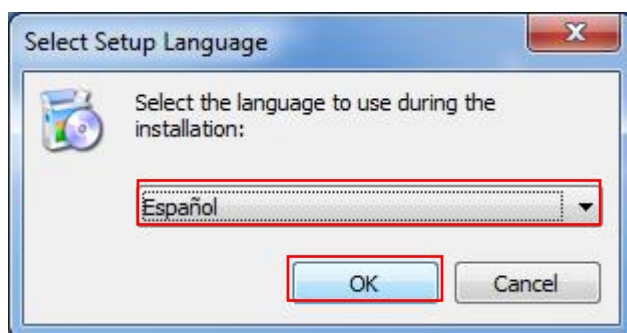 Select Setup Language
Select the language to use during the
installation:
Español
OK
Cancel